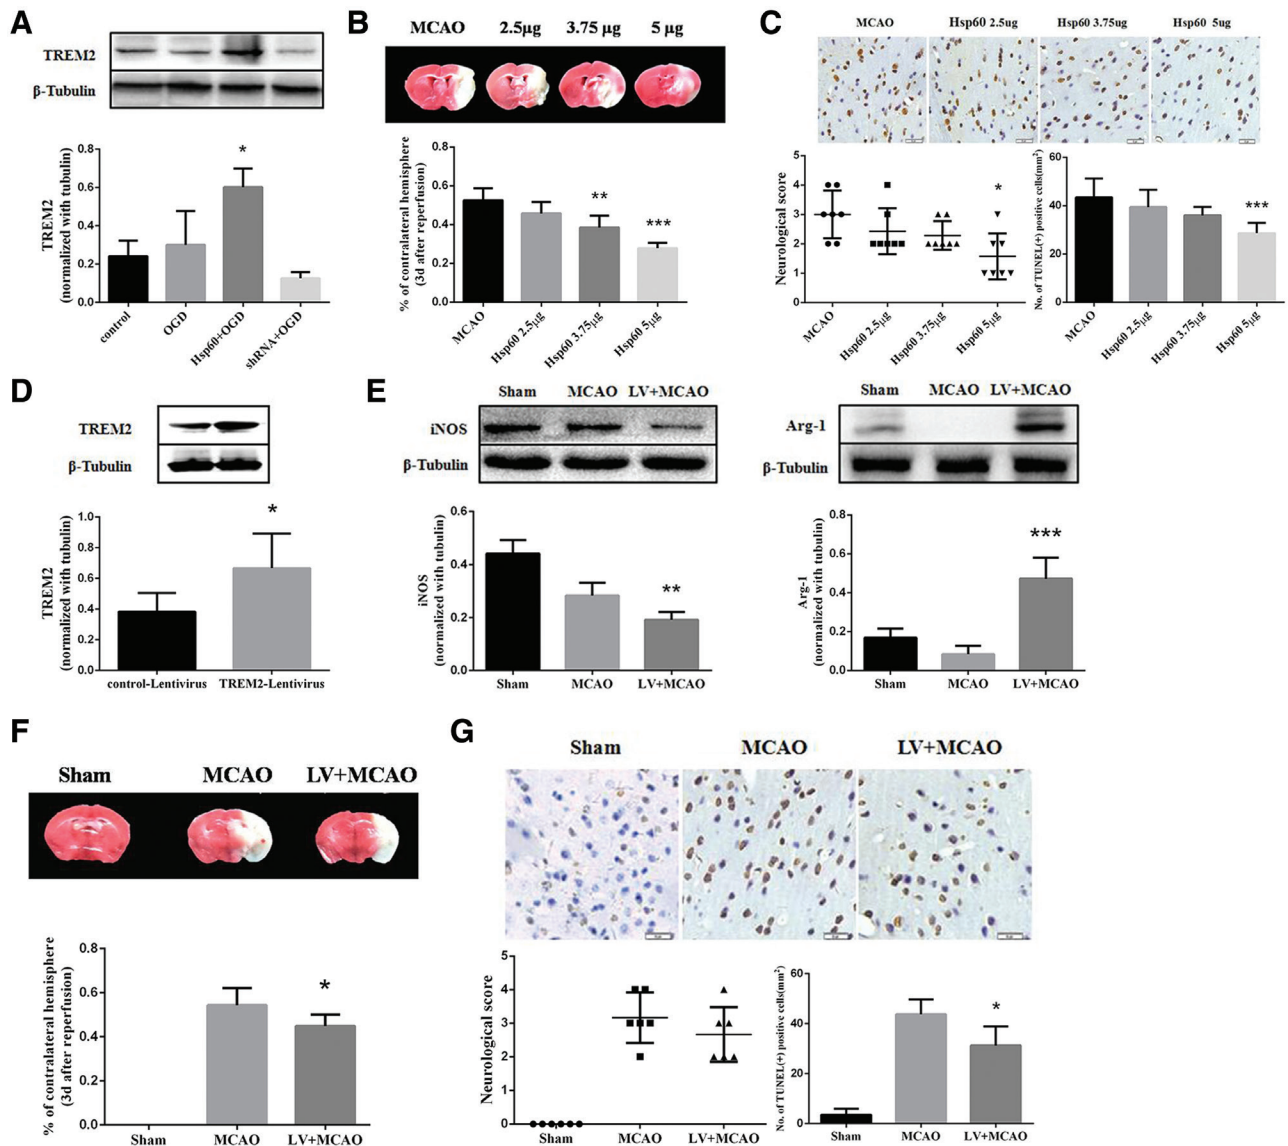 A
TREM2
β-Tubulin
TREM2
(normalized with tubulin)
0.8
0.6
0.4
0.2
0.0
*
control
OGD
Hsp60+OGD
shRNA+OGD
B
MCAO 2.5μg 3.75 μg 5 μg
% of contralateral hemisphere
(3d after reperfusion)
0.8
0.6
0.4
0.2
0.0
**
***
MCAO
Hsp60 2.5μg
Hsp60 3.75μg
Hsp60 5μg
C
MCAO Hsp60 2.5ug Hsp60 3.75ug Hsp60 5ug
Neurological score
5
4
3
2
1
0
*
MCAO
Hsp60 2.5μg
Hsp60 3.75μg
Hsp60 5μg
No. of TUNEL(+) positive cells(mm²)
60
40
20
0
***
MCAO
Hsp60 2.5μg
Hsp60 3.75μg
Hsp60 5μg
D
TREM2
β-Tubulin
TREM2
(normalized with tubulin)
1.0
0.8
0.6
0.4
0.2
0.0
*
control-Lentivirus TREM2-Lentivirus
E
Sham MCAO LV+MCAO
iNOS
β-Tubulin
iNOS
(normalized with tubulin)
0.6
0.4
0.2
0.0
**
Sham MCAO LV+MCAO
Sham MCAO LV+MCAO
Arg-1
β-Tubulin
Arg-1
(normalized with tubulin)
0.8
0.6
0.4
0.2
0.0
***
Sham MCAO LV+MCAO
F
Sham MCAO LV+MCAO
% of contralateral hemisphere
(3d after reperfusion)
0.8
0.6
0.4
0.2
0.0
*
Sham MCAO LV+MCAO
G
Sham MCAO LV+MCAO
Neurological score
5
4
3
2
1
0
Sham MCAO LV+MCAO
No. of TUNEL(+) positive cells(mm²)
60
40
20
0
*
Sham MCAO LV+MCAO